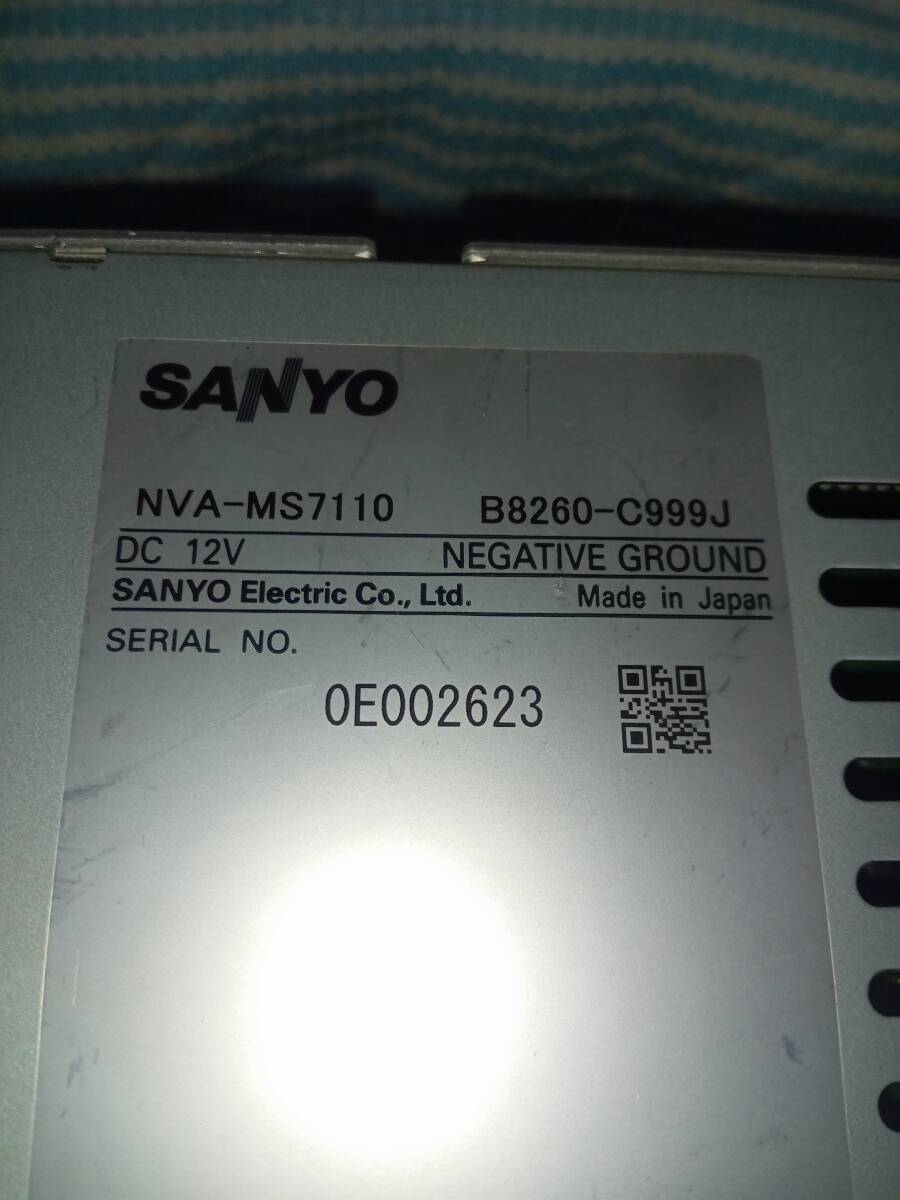 SANYO
NVA-MS7110 B8260-C999J
DC 12V NEGATIVE GROUND
SANYO Electric Co., Ltd. Made in Japan
SERIAL NO.
0E002623